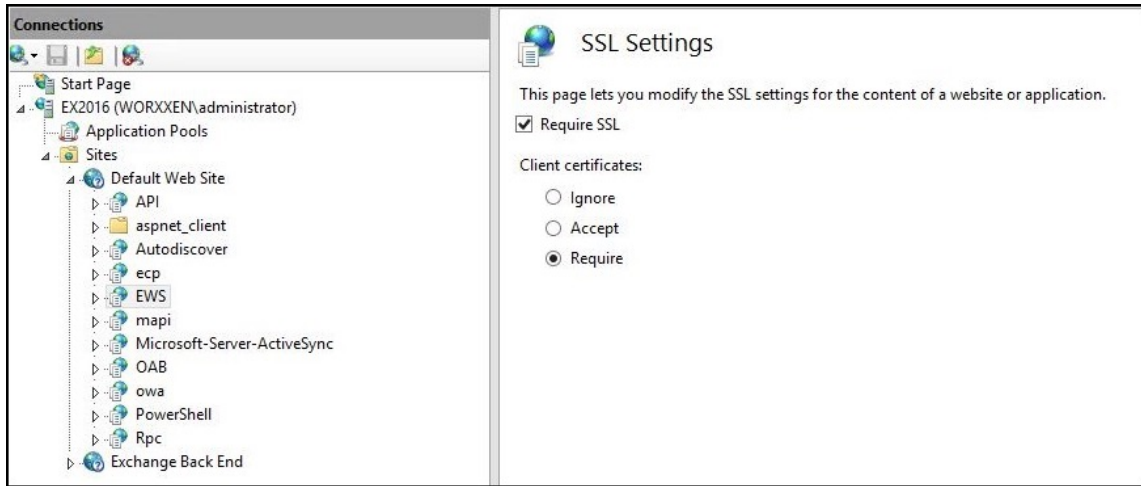 Connections
Start Page
EX2016 (WORXXEN\administrator)
Application Pools
Sites
Default Web Site
API
aspnet_client
Autodiscover
ecp
EWS
mapi
Microsoft-Server-ActiveSync
OAB
owa
PowerShell
Rpc
Exchange Back End
SSL Settings
This page lets you modify the SSL settings for the content of a website or application.
Require SSL
Client certificates:
Ignore
Accept
Require